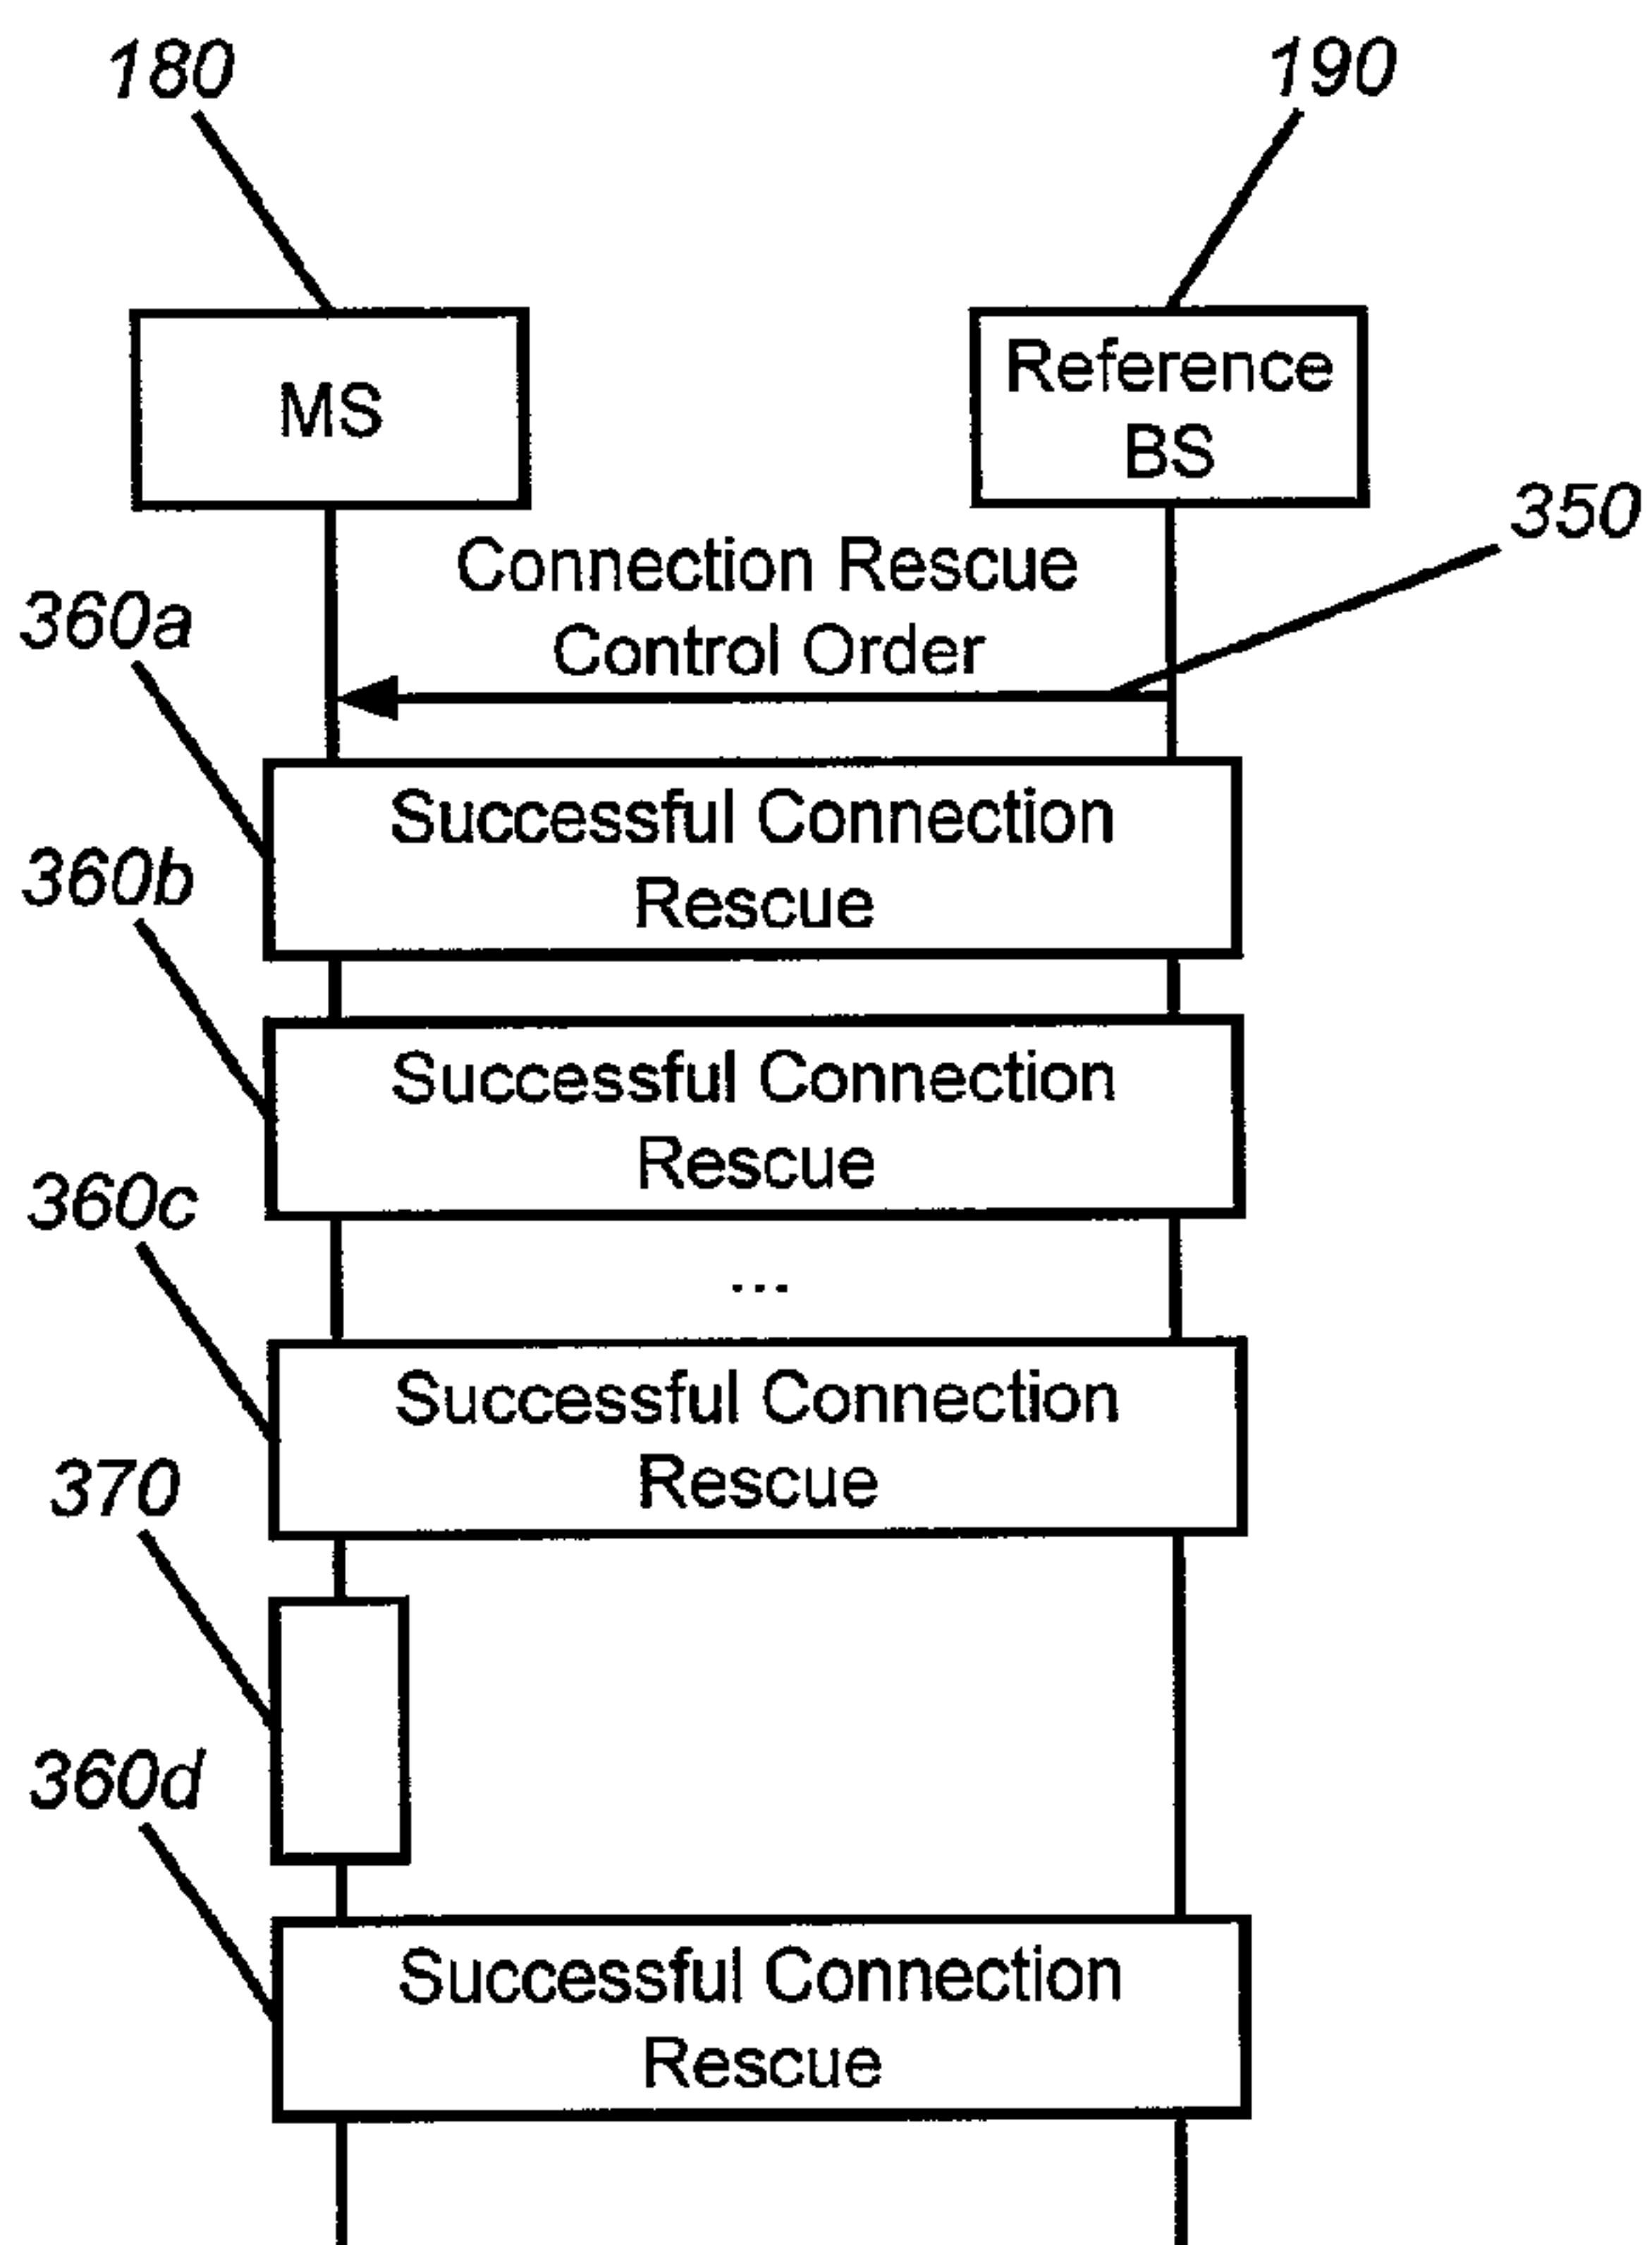 180
190
MS
Reference
BS
350
Connection Rescue
Control Order
360a
Successful Connection
Rescue
360b
Successful Connection
Rescue
360c
...
Successful Connection
Rescue
370
360d
Successful Connection
Rescue